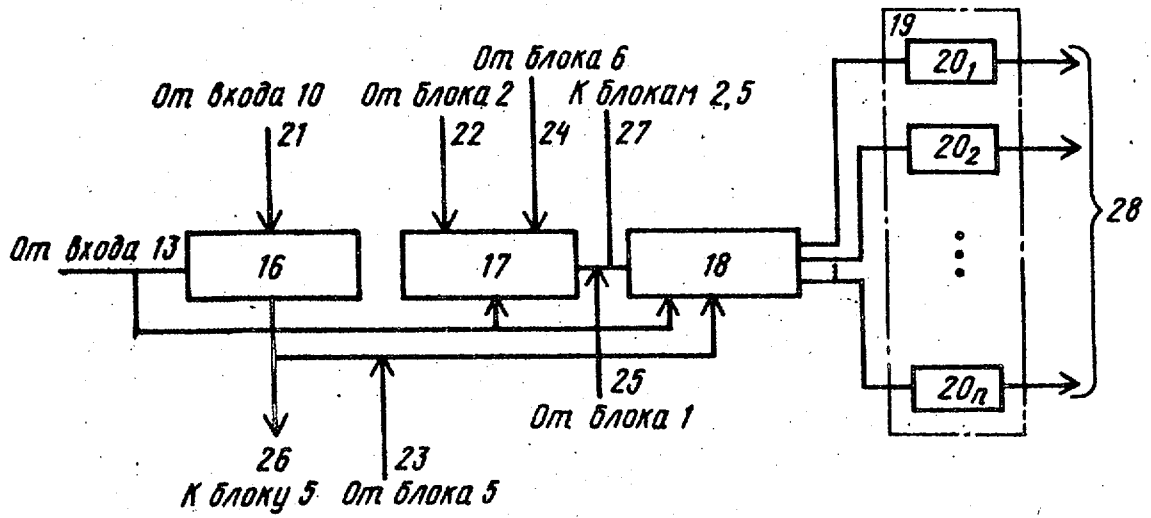 19
20₁
От блока 6
От входа 10
От блока 2
К блокам 2,5
21
22
24
27
20₂
28
От входа 13
16
17
18
25
20ₙ
От блока 1
26
23
К блоку 5
От блока 5